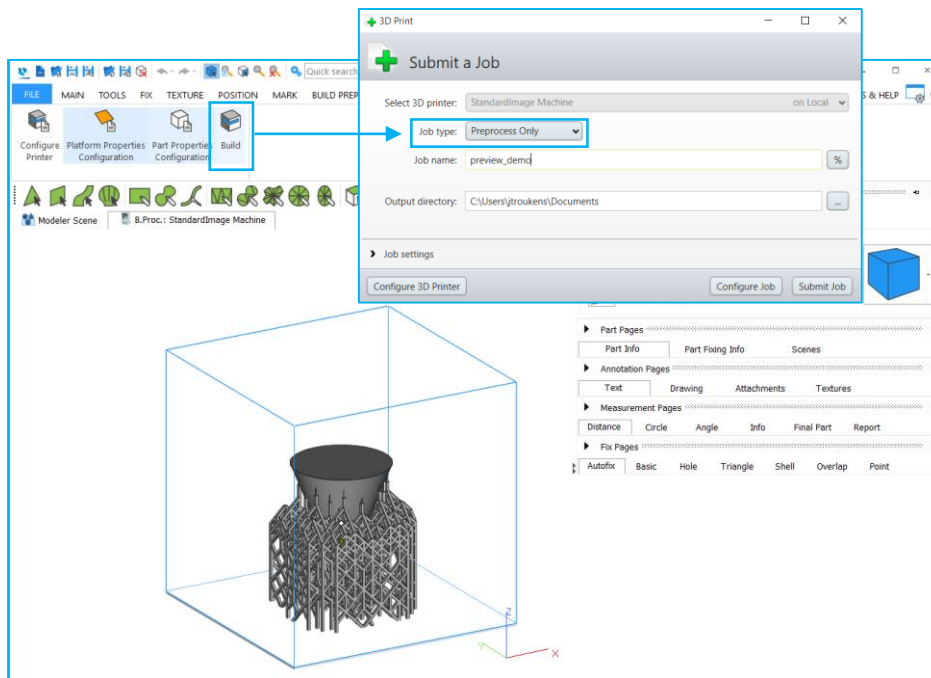 3D Print
Submit a Job
Select 3D printer: StandardImage Machine on Local
Job type: Preprocess Only
Job name: preview_demo %
Output directory: C:\Users\jtroukens\Documents ...
Job settings
Configure 3D Printer Configure Job Submit Job
Quick search
FILE MAIN TOOLS FIX TEXTURE POSITION MARK BUILD PREP S & HELP
Configure Printer
Platform Properties Configuration
Part Properties Configuration
Build
Modeler Scene B.Proc.: StandardImage Machine
Part Pages
Part Info Part Fixing Info Scenes
Annotation Pages
Text Drawing Attachments Textures
Measurement Pages
Distance Circle Angle Info Final Part Report
Fix Pages
Autofix Basic Hole Triangle Shell Overlap Point
Z
Y
X